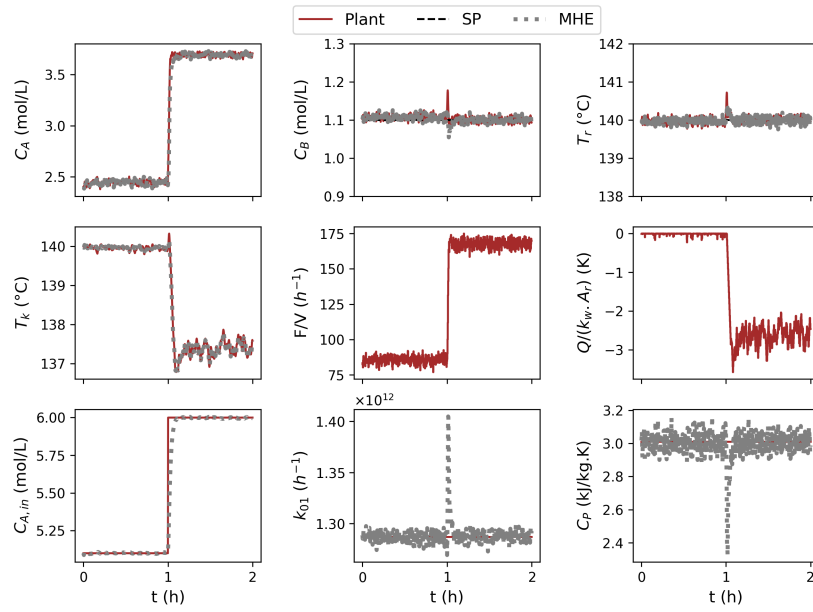 Plant SP MHE
3.5
3.0
2.5
C_A (mol/L)
1.3
1.2
1.1
1.0
0.9
C_B (mol/L)
142
141
140
139
138
T_r (°C)
140
139
138
137
T_k (°C)
175
150
125
100
75
F/V (h^{-1})
0
−1
−2
−3
Q/(k_w. A_r) (K)
6.00
5.75
5.50
5.25
C_{A,in} (mol/L)
0 1 2
t (h)
×10^{12}
1.40
1.35
1.30
k_{01} (h^{-1})
0 1 2
t (h)
3.2
3.0
2.8
2.6
2.4
C_P (kJ/kg.K)
0 1 2
t (h)